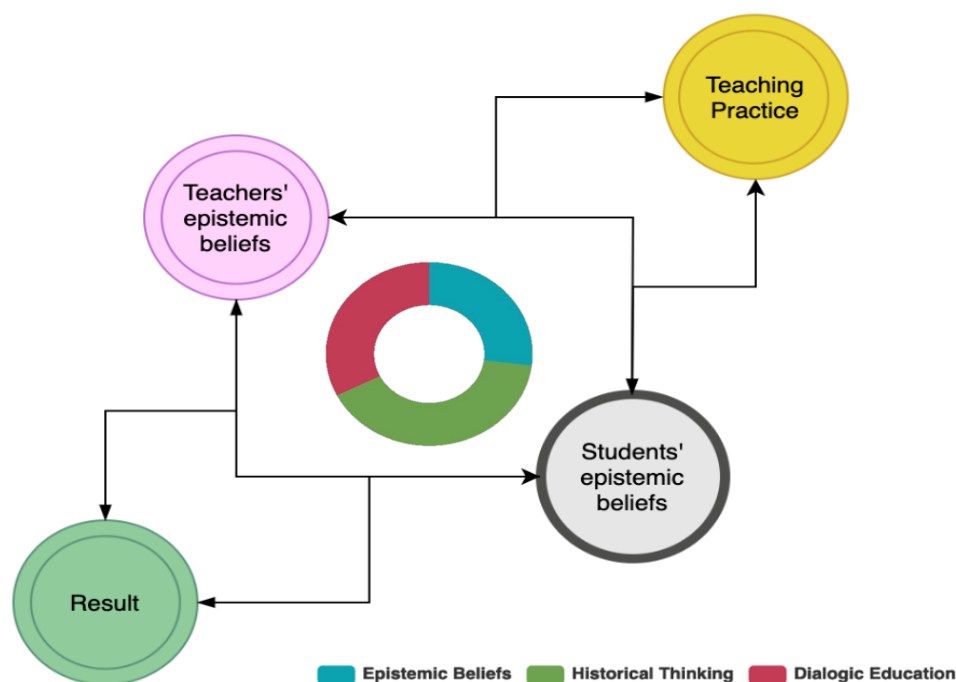 Teaching
Practice
Teachers'
epistemic
beliefs
Students'
epistemic
beliefs
Result
Epistemic Beliefs
Historical Thinking
Dialogic Education